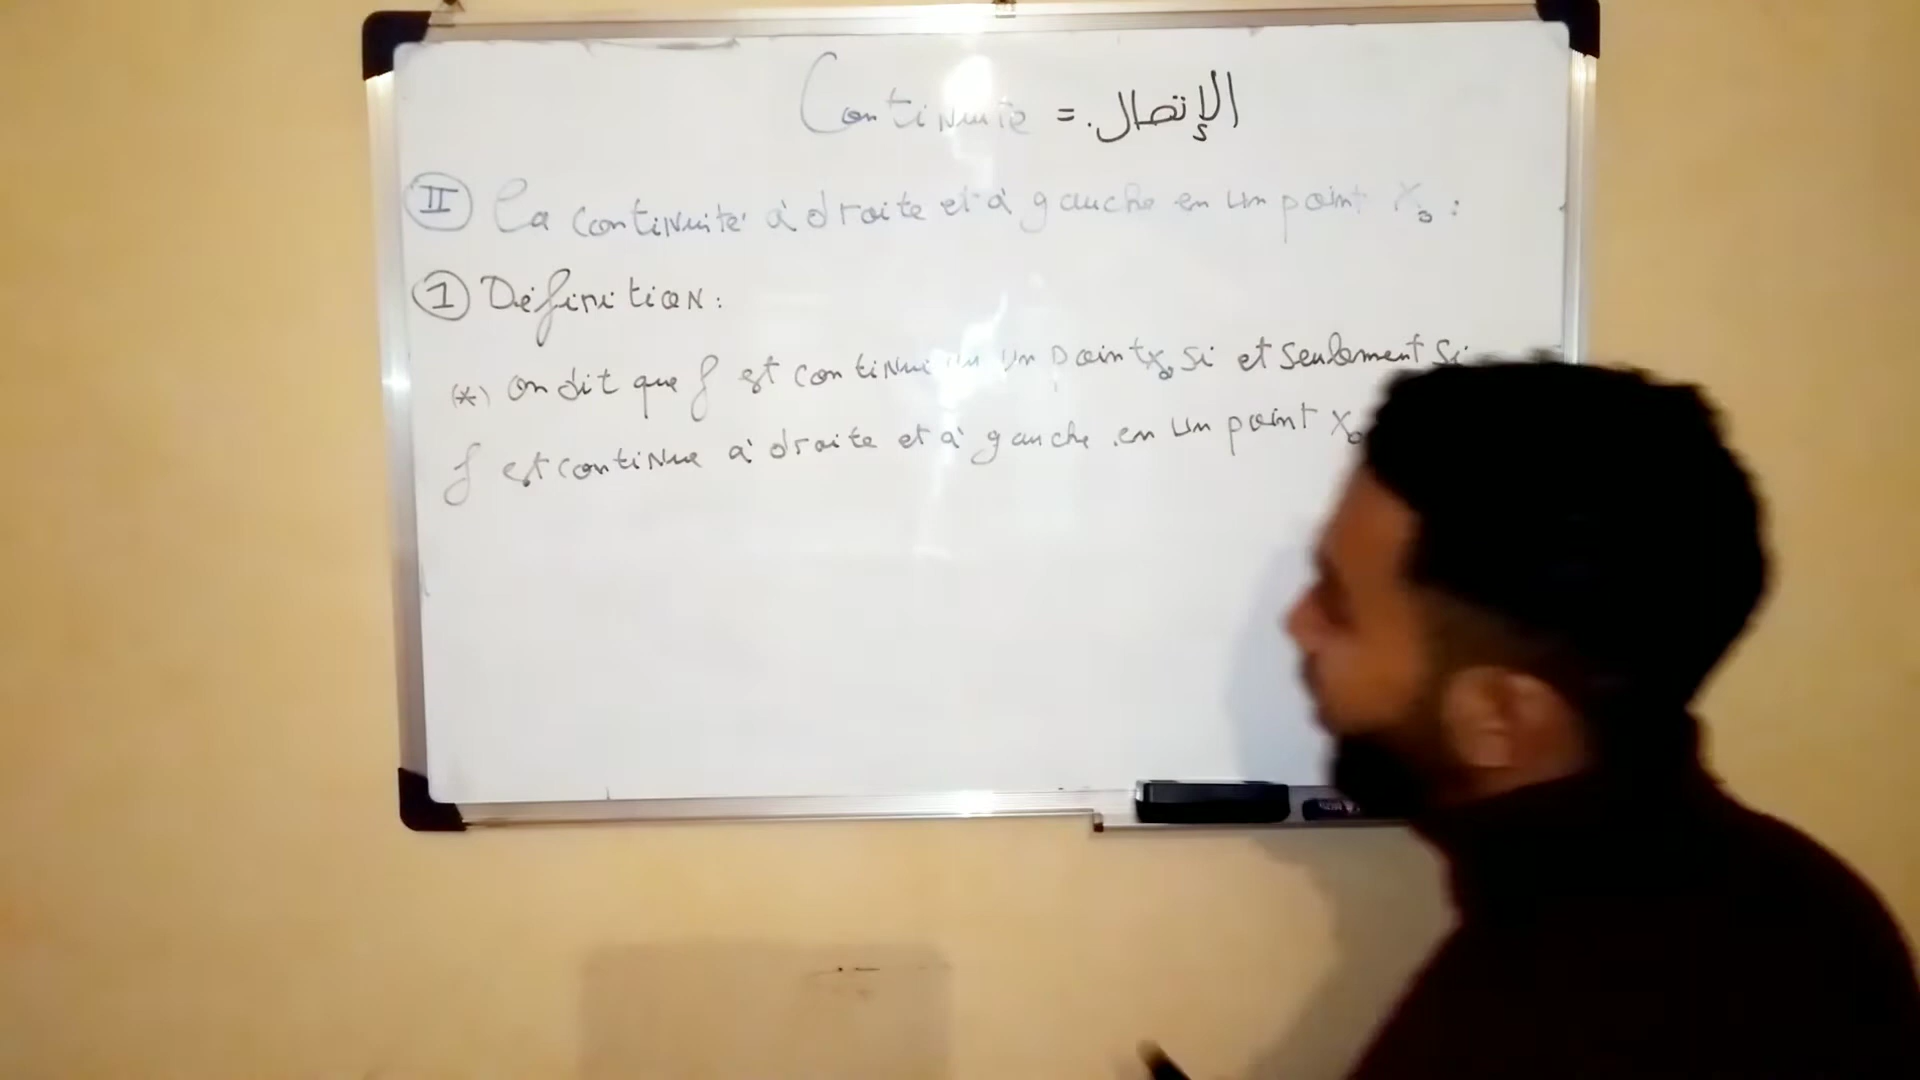 Continuité = الإتصال.
II La continuité à droite et à gauche en un point x₀ :
1 Définition :
(*) on dit que f est continue en un point x₀ si et seulement si
f est continue à droite et à gauche en un point x₀